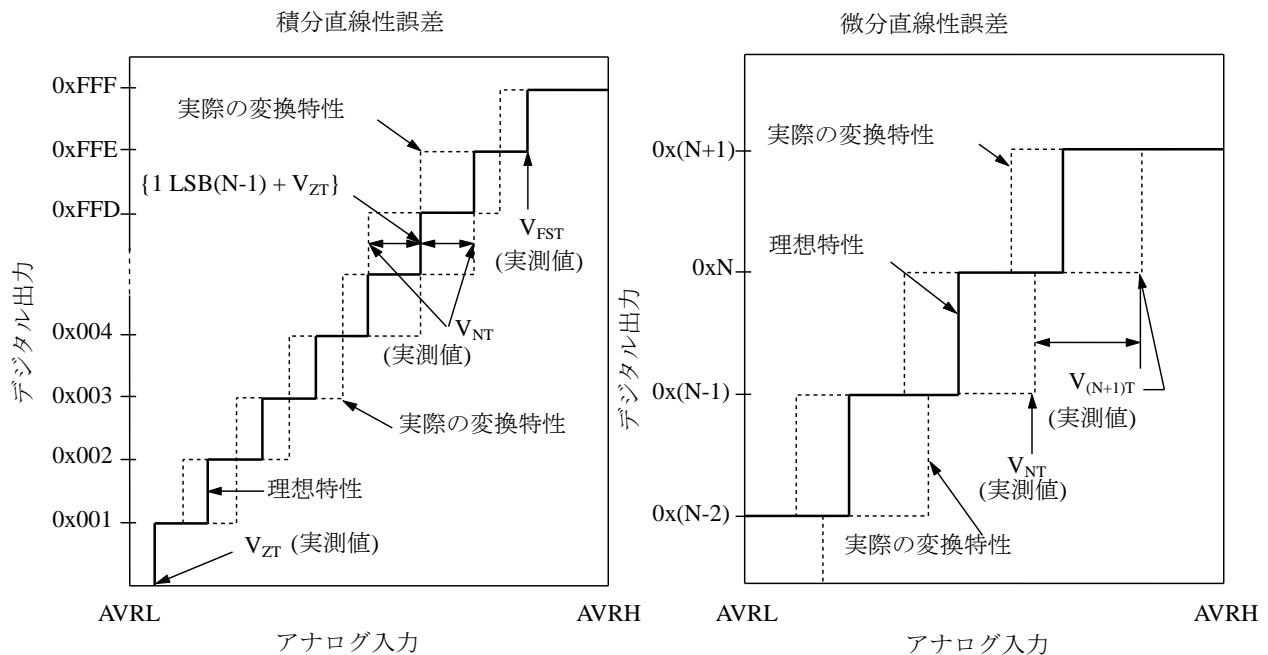 積分直線性誤差
0xFFF
実際の変換特性
0xFFE
{1 LSB(N-1) + VZT}
0xFFD
VFST
(実測値)
デジタル出力
0x004
VNT
(実測値)
0x003
実際の変換特性
0x002
理想特性
0x001
VZT (実測値)
AVRL
AVRH
アナログ入力
微分直線性誤差
実際の変換特性
0x(N+1)
理想特性
0xN
デジタル出力
0x(N-1)
V(N+1)T
(実測値)
VNT
(実測値)
0x(N-2)
実際の変換特性
AVRL
AVRH
アナログ入力